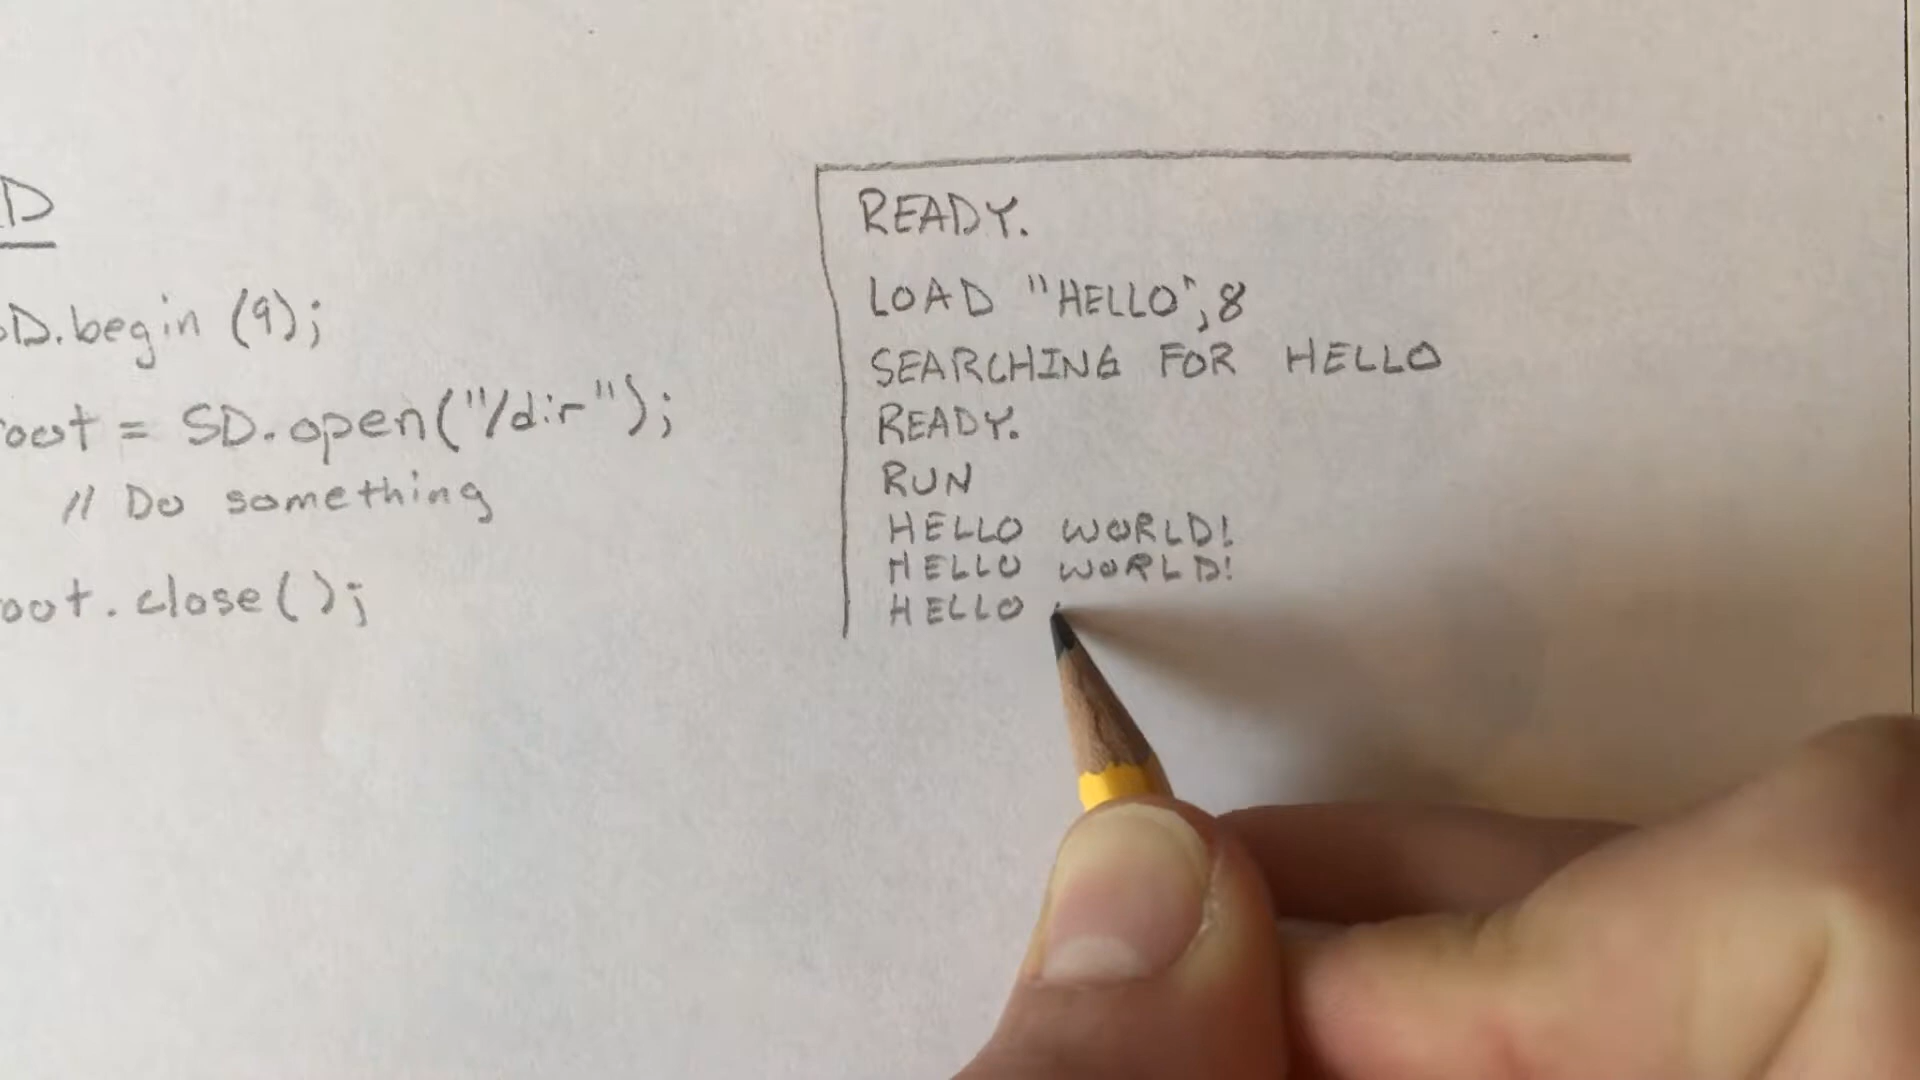 D
D.begin (9);
root = SD.open("/dir");
// Do something
oot.close();
READY.
LOAD "HELLO",8
SEARCHING FOR HELLO
READY.
RUN
HELLO WORLD!
HELLO WORLD!
HELLO